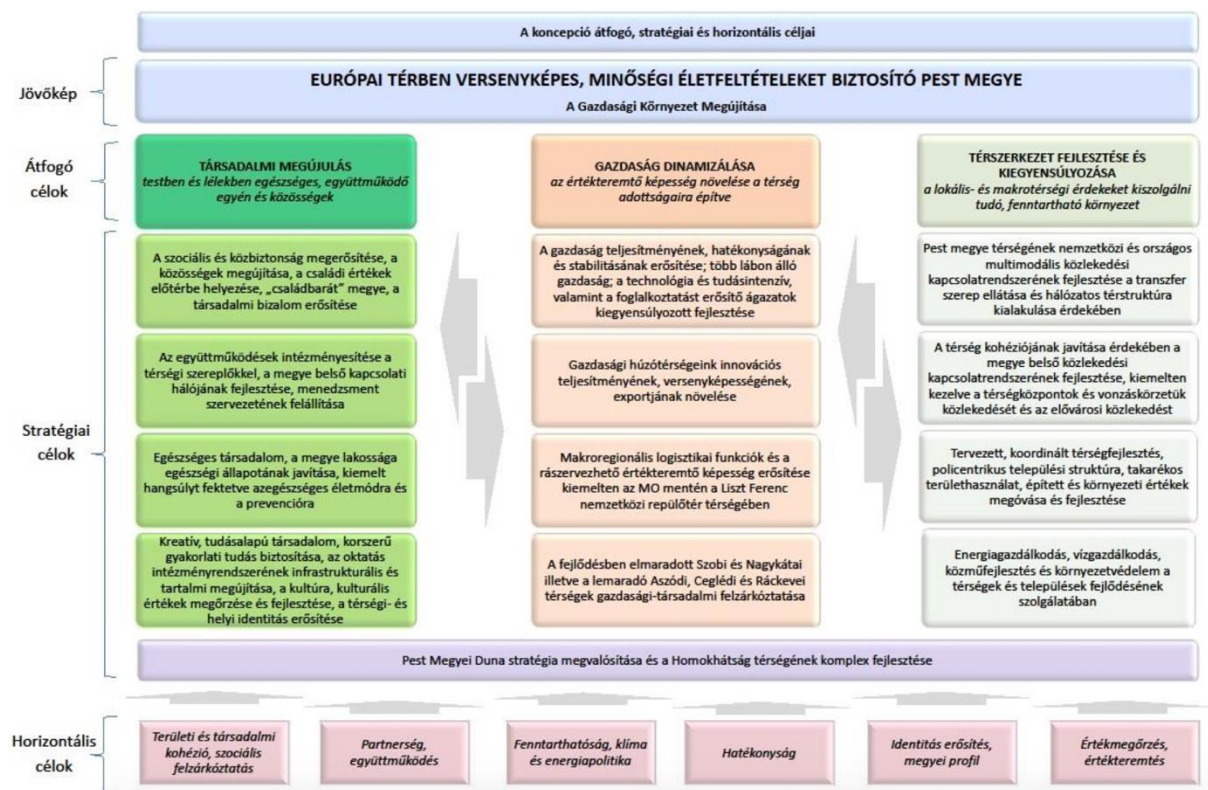 A koncepció átfogó, stratégiai és horizontális céljai
Jövőkép
EURÓPAI TÉRBEN VERSENYKÉPES, MINŐSÉGI ÉLETFELTÉTELEKET BIZTOSÍTÓ PEST MEGYE
A Gazdasági Környezet Megújítása
Átfogó
célok
TÁRSADALMI MEGÚJULÁS
testben és lélekben egészséges, együttműködő
egyén és közösségek
GAZDASÁG DINAMIZÁLÁSA
az értékteremtő képesség növelése a térség
adottságaira építve
TÉRSZERKEZET FEJLESZTÉSE ÉS
KIEGYENSÚLYOZÁSA
a lokális- és makrotérségi érdekeket kiszolgálni
tudó, fenntartható környezet
Stratégiai
célok
A szociális és közbiztonság megerősítése, a
közösségek megújítása, a családi értékek
előtérbe helyezése, „családbarát” megye, a
társadalmi bizalom erősítése
A gazdaság teljesítményének, hatékonyságának
és stabilitásának erősítése; több lábon álló
gazdaság; a technológia és tudásintenzív,
valamint a foglalkoztatást erősítő ágazatok
kiegyensúlyozott fejlesztése
Pest megye térségének nemzetközi és országos
multimodális közlekedési
kapcsolatrendszerének fejlesztése a transzfer
szerep ellátása és hálózatos térstruktúra
kialakulása érdekében
Az együttműködések intézményesítése a
térségi szereplőkkel, a megye belső kapcsolati
hálójának fejlesztése, menedzsment
szervezetének felállítása
Gazdasági húzótérségeink innovációs
teljesítményének, versenyképességének,
exportjának növelése
A térség kohéziójának javítása érdekében a
megye belső közlekedési
kapcsolatrendszerének fejlesztése, kiemelten
kezelve a térségközpontok és vonzáskörzetük
közlekedését és az elővárosi közlekedést
Egészséges társadalom, a megye lakossága
egészségi állapotának javítása, kiemelt
hangsúlyt fektetve azegészséges életmódra és
a prevencióra
Makroregionális logisztikai funkciók és a
rászervezhető értékteremtő képesség erősítése
kiemelten az MO mentén a Liszt Ferenc
nemzetközi repülőtér térségében
Tervezett, koordinált térségfejlesztés,
policentrikus települési struktúra, takarékos
területhasználat, épített és környezeti értékek
megóvása és fejlesztése
Kreatív, tudásalapú társadalom, korszerű
gyakorlati tudás biztosítása, az oktatás
intézményrendszerének infrastrukturális és
tartalmi megújítása, a kultúra, kulturális
értékek megőrzése és fejlesztése, a térségi- és
helyi identitás erősítése
A fejlődésben elmaradott Szobi és Nagykátai
illetve a lemaradó Aszódi, Ceglédi és Ráckevei
térségek gazdasági-társadalmi felzárkóztatása
Energiagazdálkodás, vízgazdálkodás,
közműfejlesztés és környezetvédelem a
térségek és települések fejlődésének
szolgálatában
Pest Megyei Duna stratégia megvalósítása és a Homokhátság térségének komplex fejlesztése
Horizontális
célok
Területi és társadalmi
kohézió, szociális
felzárkóztatás
Partnerség,
együttműködés
Fenntarthatóság, klíma
és energiapolitika
Hatékonyság
Identitás erősítés,
megyei profil
Értékmegőrzés,
értékteremtés